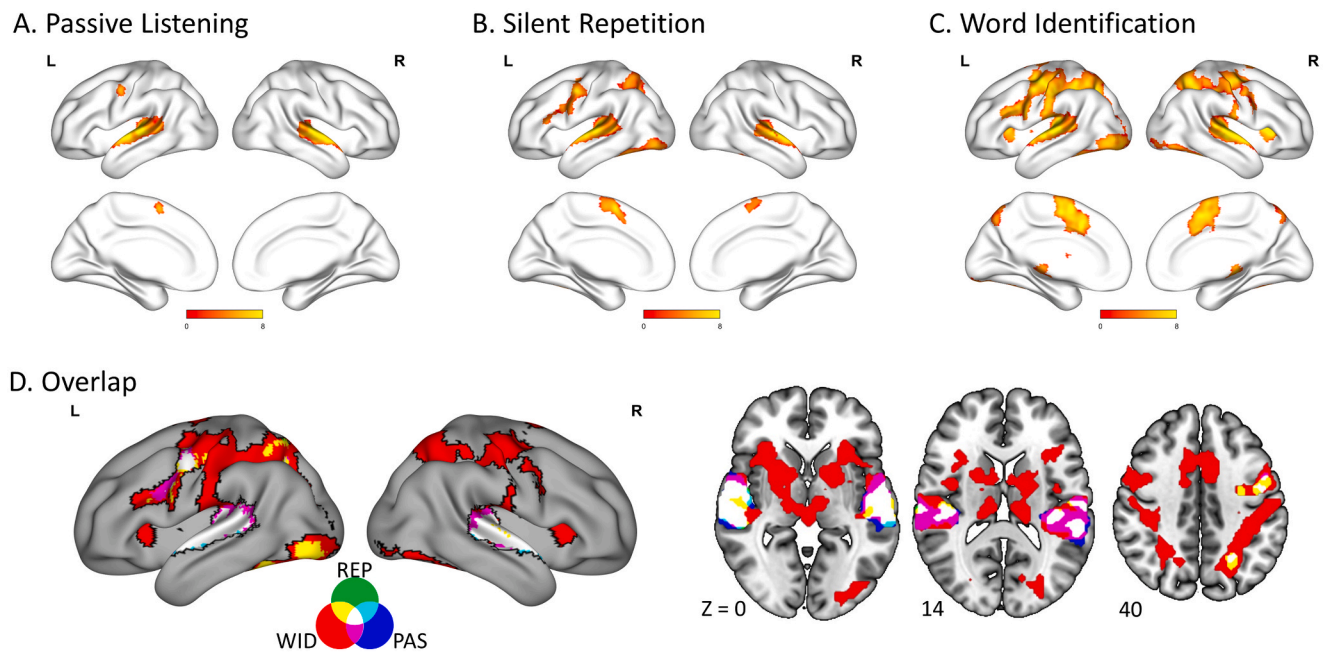 A. Passive Listening
B. Silent Repetition
C. Word Identification
L
R
L
R
L
R
0
8
0
8
0
8
D. Overlap
L
R
REP
WID
PAS
Z = 0
14
40